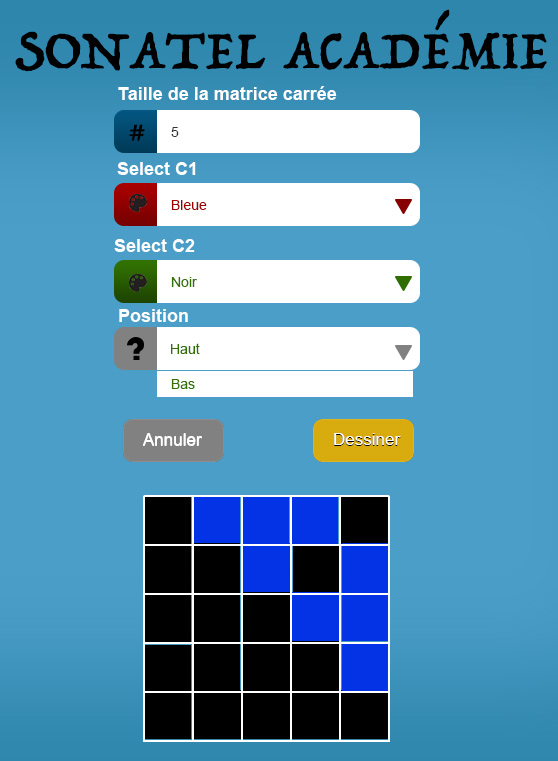 SONATEL ACADÉMIE
Taille de la matrice carrée
# 5
Select C1
Bleue
Select C2
Noir
Position
? Haut
Bas
Annuler Dessiner